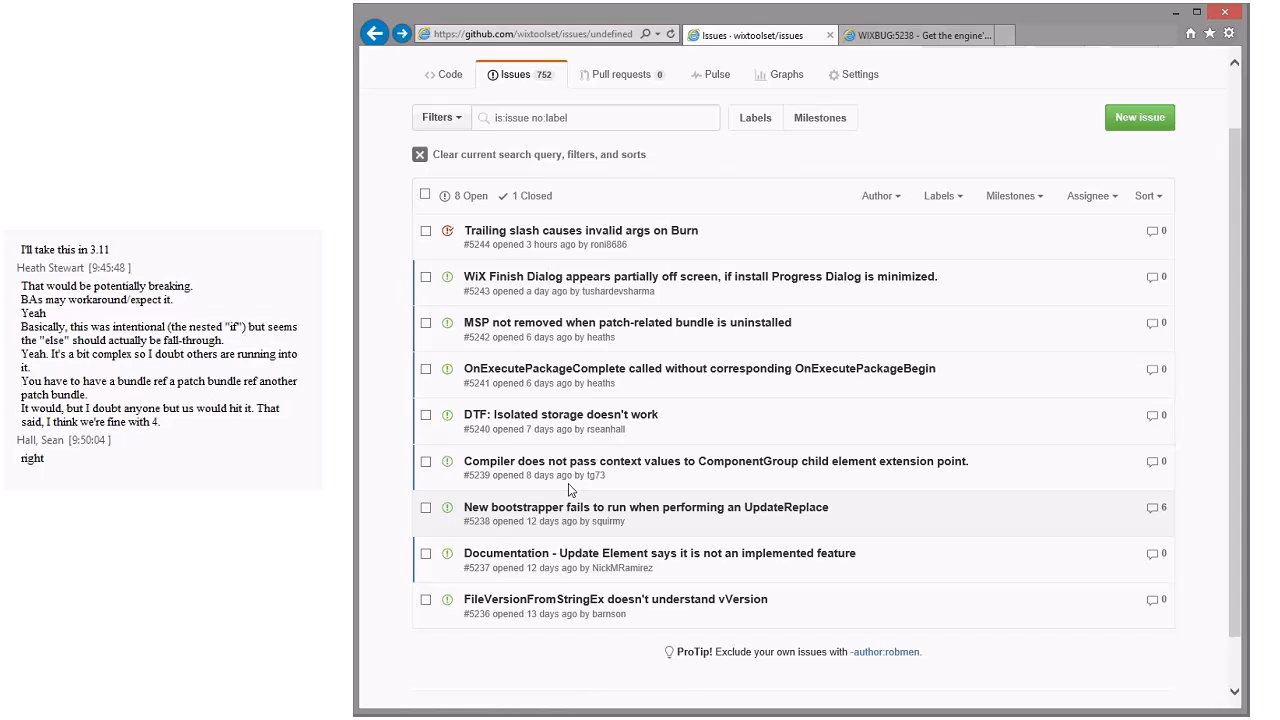 I'll take this in 3.11
Heath Stewart [9:45:48 ]
That would be potentially breaking.
BAs may workaround/expect it.
Yeah
Basically, this was intentional (the nested "if") but seems
the "else" should actually be fall-through.
Yeah. It's a bit complex so I doubt others are running into
it.
You have to have a bundle ref a patch bundle ref another
patch bundle.
It would, but I doubt anyone but us would hit it. That
said, I think we're fine with 4.
Hall, Sean [9:50:04 ]
right
https://github.com/wixtoolset/issues/undefined
Issues · wixtoolset/issues
WIXBUG:5238 - Get the engine'...
Code
Issues 752
Pull requests 0
Pulse
Graphs
Settings
Filters
is:issue no:label
Labels
Milestones
New issue
Clear current search query, filters, and sorts
8 Open
1 Closed
Author
Labels
Milestones
Assignee
Sort
Trailing slash causes invalid args on Burn
0
#5244 opened 3 hours ago by roni8686
WiX Finish Dialog appears partially off screen, if install Progress Dialog is minimized.
0
#5243 opened a day ago by tushardevsharma
MSP not removed when patch-related bundle is uninstalled
0
#5242 opened 6 days ago by heaths
OnExecutePackageComplete called without corresponding OnExecutePackageBegin
0
#5241 opened 6 days ago by heaths
DTF: Isolated storage doesn't work
0
#5240 opened 7 days ago by rseanhall
Compiler does not pass context values to ComponentGroup child element extension point.
0
#5239 opened 8 days ago by tg73
New bootstrapper fails to run when performing an UpdateReplace
6
#5238 opened 12 days ago by squirmy
Documentation - Update Element says it is not an implemented feature
0
#5237 opened 12 days ago by NickMRamirez
FileVersionFromStringEx doesn't understand vVersion
0
#5236 opened 13 days ago by barnson
ProTip! Exclude your own issues with -author:robmen.